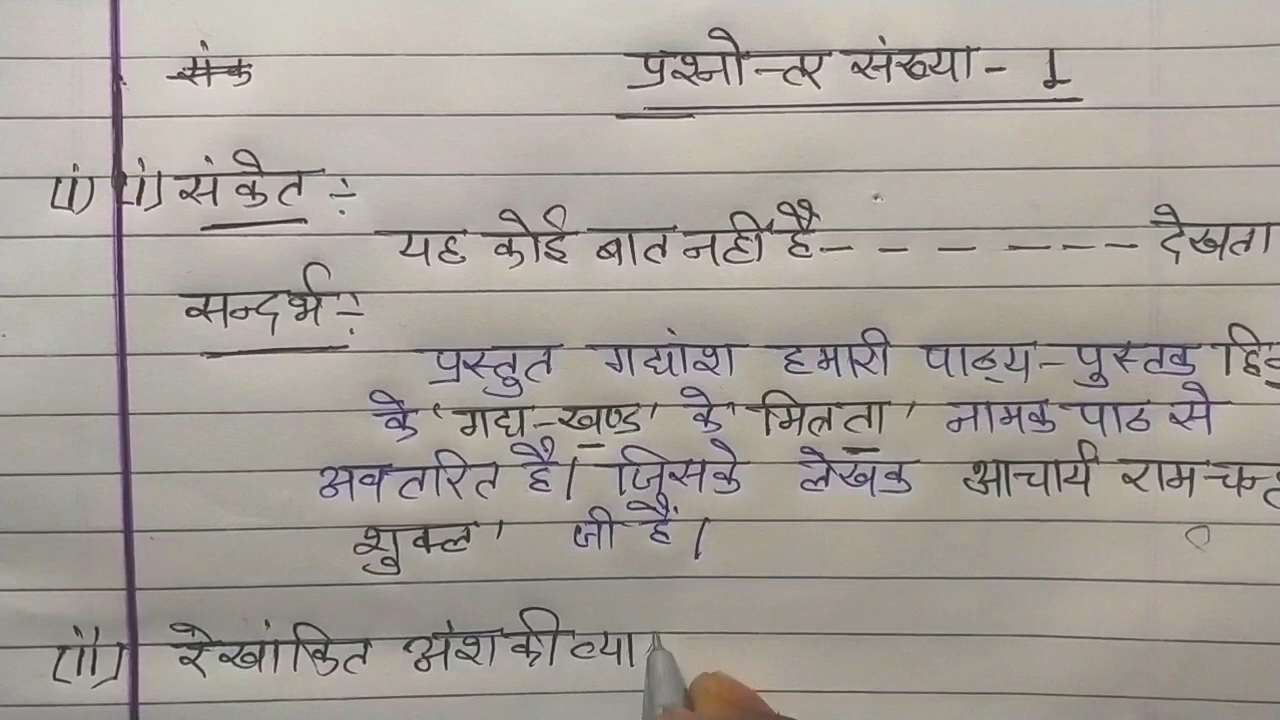 प्रश्नोन्तर संख्या - 1
(i) (i) संकेत ÷
यह कोई बात नहीं है - - - - - - - देखता
सन्दर्भ ÷
प्रस्तुत गद्यांश हमारी पाठ्य-पुस्तक
के 'गद्य-खण्ड' के 'मित्रता' नामक पाठ से
अवतरित है। जिसके लेखक आचार्य रामचन्द्र
शुक्ल' जी हैं।
(ii) रेखांकित अंश की व्या